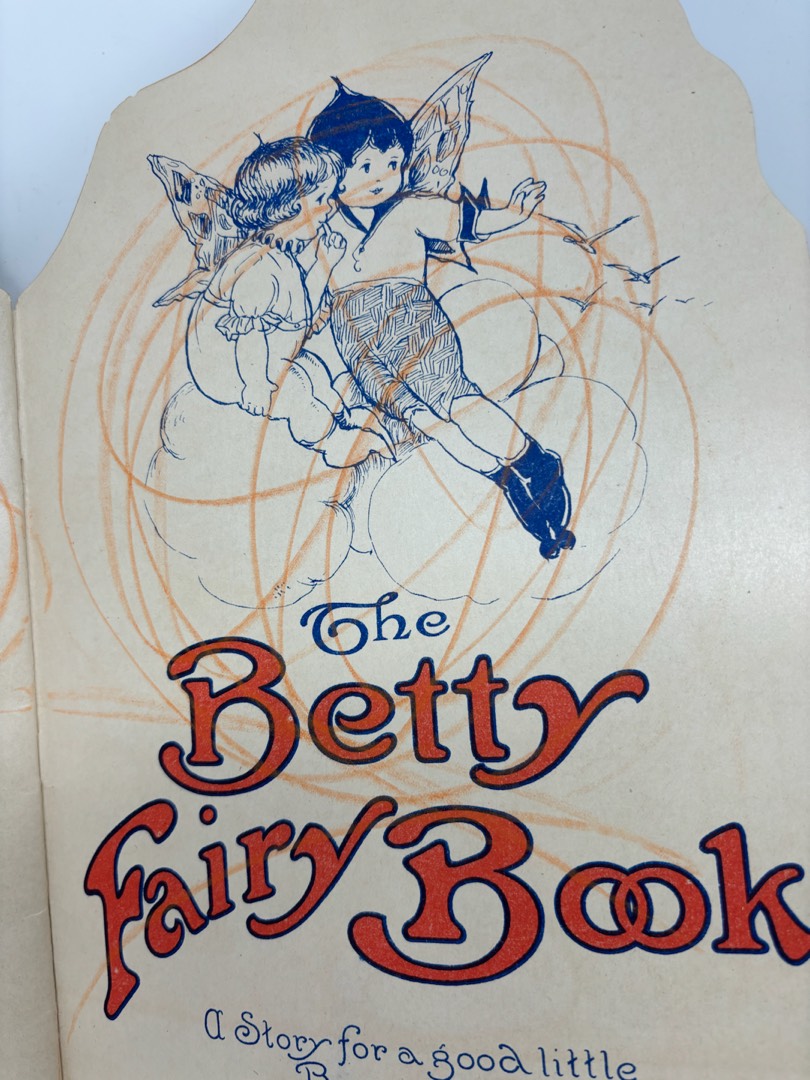 The
Betty
Fairy Book
A Story for a good little